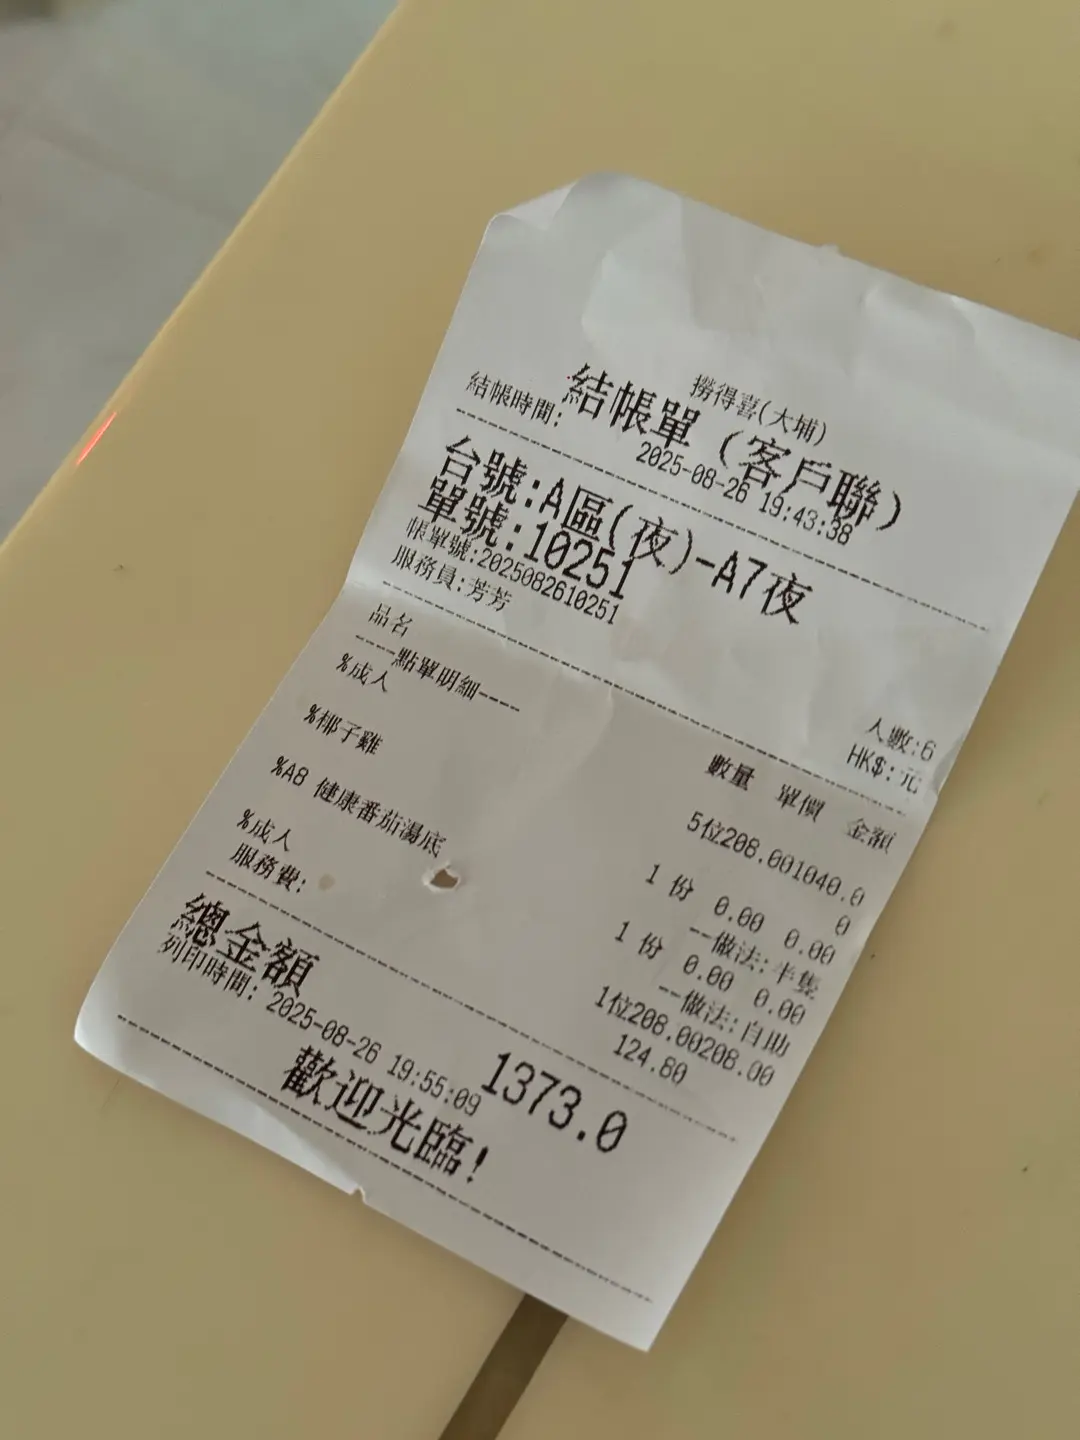 撈得喜(大埔)
結帳單（客戶聯）
結帳時間: 2025-08-26 19:43:38
台號:A區(夜)-A7夜
單號:10251
帳單號:2025082610251
服務員:芳芳
人數:6
HK$:元
品名 數量 單價 金額
---點單明細---
%成人 5位208.001040.0
0
%椰子雞 1 份 0.00 0.00
--做法:半隻
%A8 健康番茄湯底 1 份 0.00 0.00
--做法:自助
%成人 1位208.00208.00
服務費: 124.80
總金額 1373.0
列印時間: 2025-08-26 19:55:09
歡迎光臨!